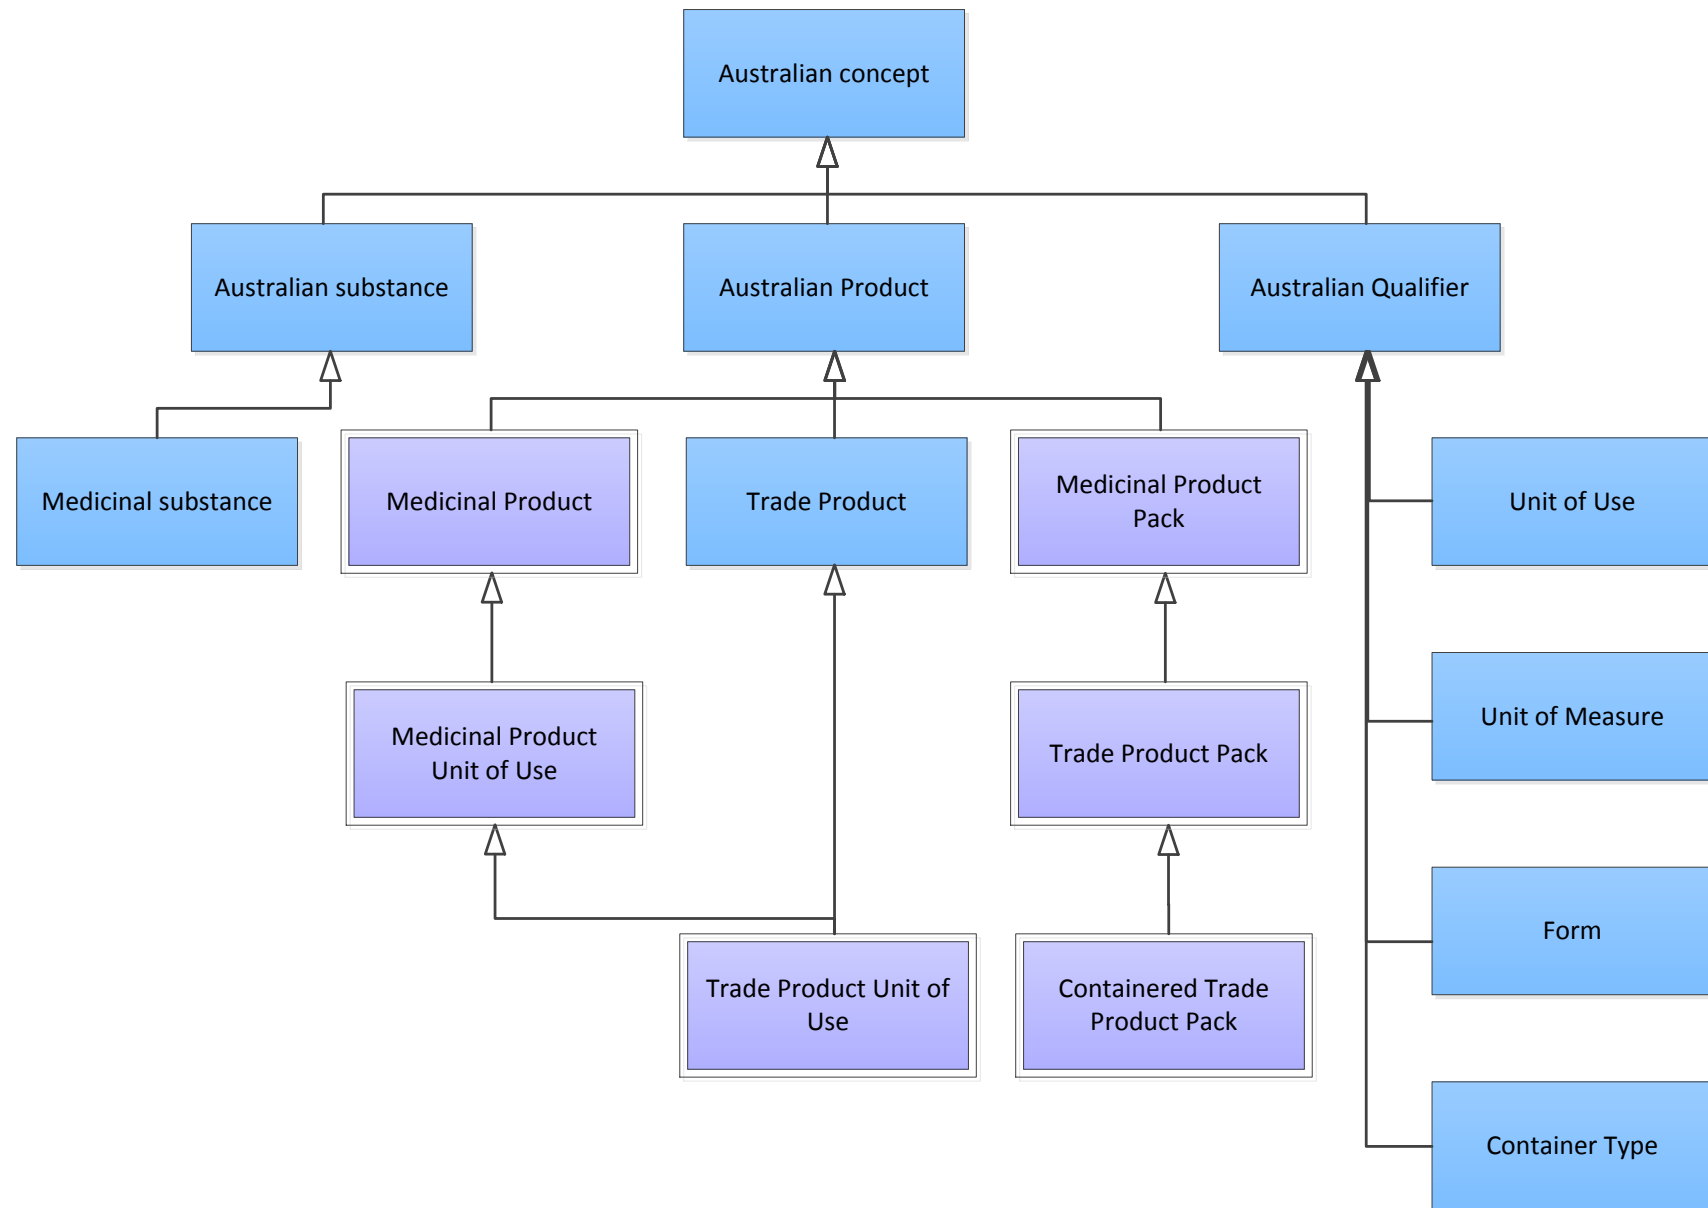 Australian concept
Australian substance
Australian Product
Australian Qualifier
Medicinal substance
Medicinal Product
Trade Product
Medicinal Product
Pack
Unit of Use
Medicinal Product
Unit of Use
Trade Product Pack
Unit of Measure
Trade Product Unit of
Use
Containered Trade
Product Pack
Form
Container Type